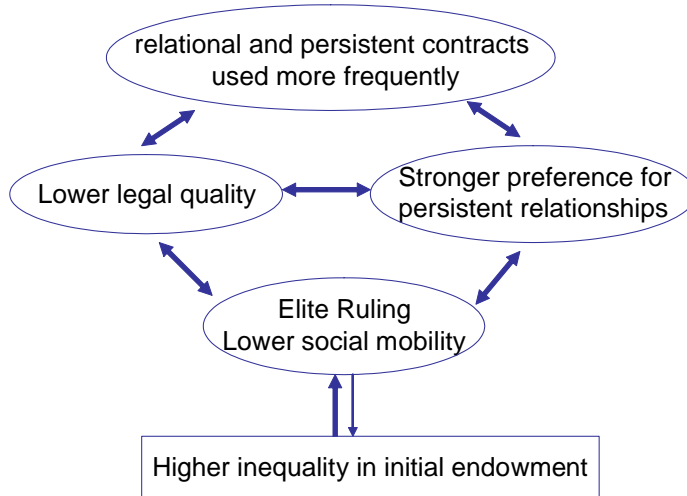 relational and persistent contracts
used more frequently
Lower legal quality
Stronger preference for
persistent relationships
Elite Ruling
Lower social mobility
Higher inequality in initial endowment